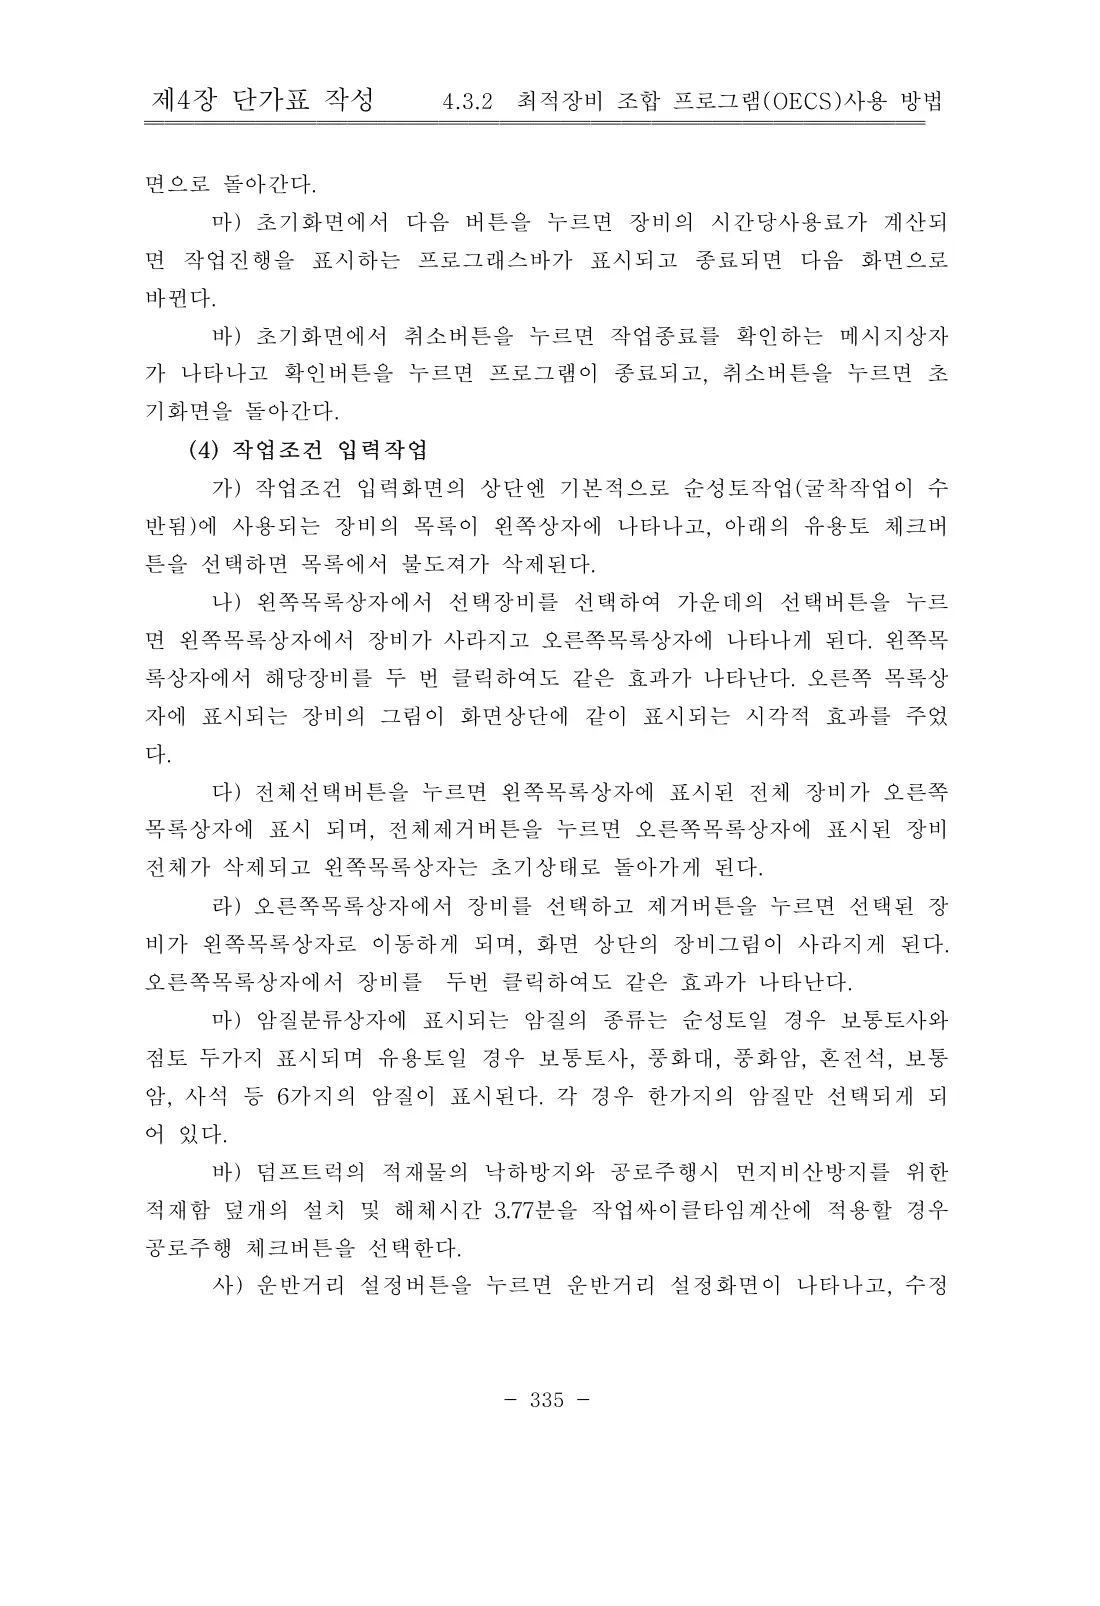 제4장 단가표 작성 4.3.2 최적장비 조합 프로그램(OECS)사용 방법
면으로 돌아간다.
마) 초기화면에서 다음 버튼을 누르면 장비의 시간당사용료가 계산되
면 작업진행을 표시하는 프로그래스바가 표시되고 종료되면 다음 화면으로
바뀐다.
바) 초기화면에서 취소버튼을 누르면 작업종료를 확인하는 메시지상자
가 나타나고 확인버튼을 누르면 프로그램이 종료되고, 취소버튼을 누르면 초
기화면을 돌아간다.
(4) 작업조건 입력작업
가) 작업조건 입력화면의 상단엔 기본적으로 순성토작업(굴착작업이 수
반됨)에 사용되는 장비의 목록이 왼쪽상자에 나타나고, 아래의 유용토 체크버
튼을 선택하면 목록에서 불도져가 삭제된다.
나) 왼쪽목록상자에서 선택장비를 선택하여 가운데의 선택버튼을 누르
면 왼쪽목록상자에서 장비가 사라지고 오른쪽목록상자에 나타나게 된다. 왼쪽목
록상자에서 해당장비를 두 번 클릭하여도 같은 효과가 나타난다. 오른쪽 목록상
자에 표시되는 장비의 그림이 화면상단에 같이 표시되는 시각적 효과를 주었
다.
다) 전체선택버튼을 누르면 왼쪽목록상자에 표시된 전체 장비가 오른쪽
목록상자에 표시 되며, 전체제거버튼을 누르면 오른쪽목록상자에 표시된 장비
전체가 삭제되고 왼쪽목록상자는 초기상태로 돌아가게 된다.
라) 오른쪽목록상자에서 장비를 선택하고 제거버튼을 누르면 선택된 장
비가 왼쪽목록상자로 이동하게 되며, 화면 상단의 장비그림이 사라지게 된다.
오른쪽목록상자에서 장비를 두번 클릭하여도 같은 효과가 나타난다.
마) 암질분류상자에 표시되는 암질의 종류는 순성토일 경우 보통토사와
점토 두가지 표시되며 유용토일 경우 보통토사, 풍화대, 풍화암, 혼전석, 보통
암, 사석 등 6가지의 암질이 표시된다. 각 경우 한가지의 암질만 선택되게 되
어 있다.
바) 덤프트럭의 적재물의 낙하방지와 공로주행시 먼지비산방지를 위한
적재함 덮개의 설치 및 해체시간 3.77분을 작업싸이클타임계산에 적용할 경우
공로주행 체크버튼을 선택한다.
사) 운반거리 설정버튼을 누르면 운반거리 설정화면이 나타나고, 수정
- 335 -